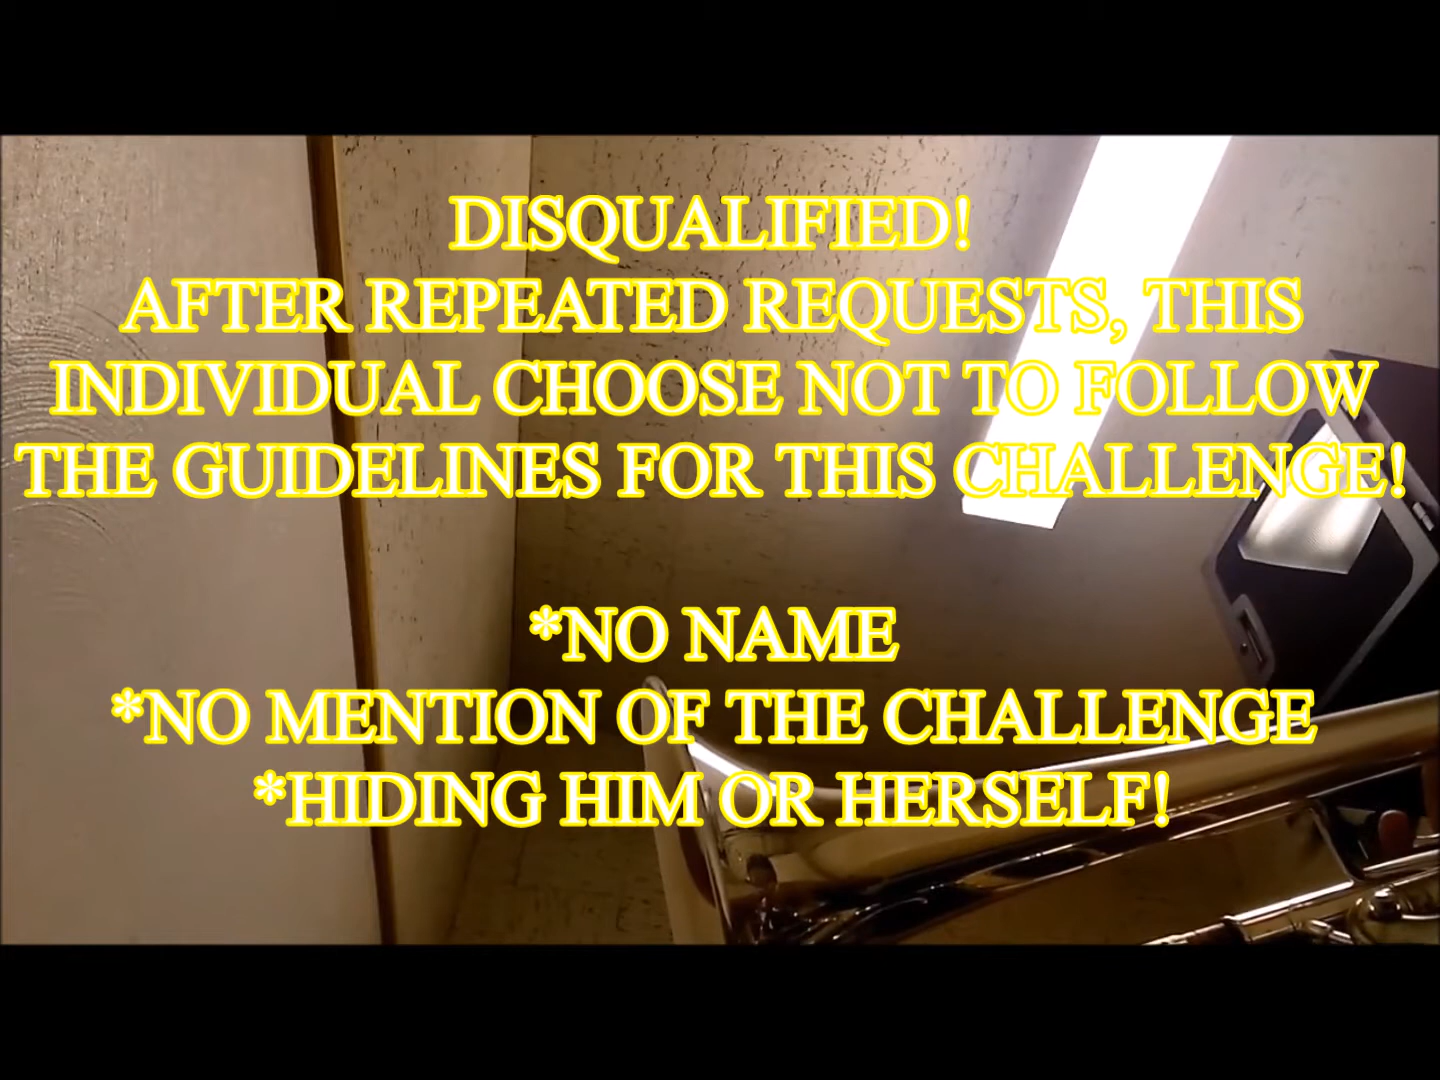 DISQUALIFIED!
AFTER REPEATED REQUESTS, THIS
INDIVIDUAL CHOOSE NOT TO FOLLOW
THE GUIDELINES FOR THIS CHALLENGE!
*NO NAME
*NO MENTION OF THE CHALLENGE
*HIDING HIM OR HERSELF!